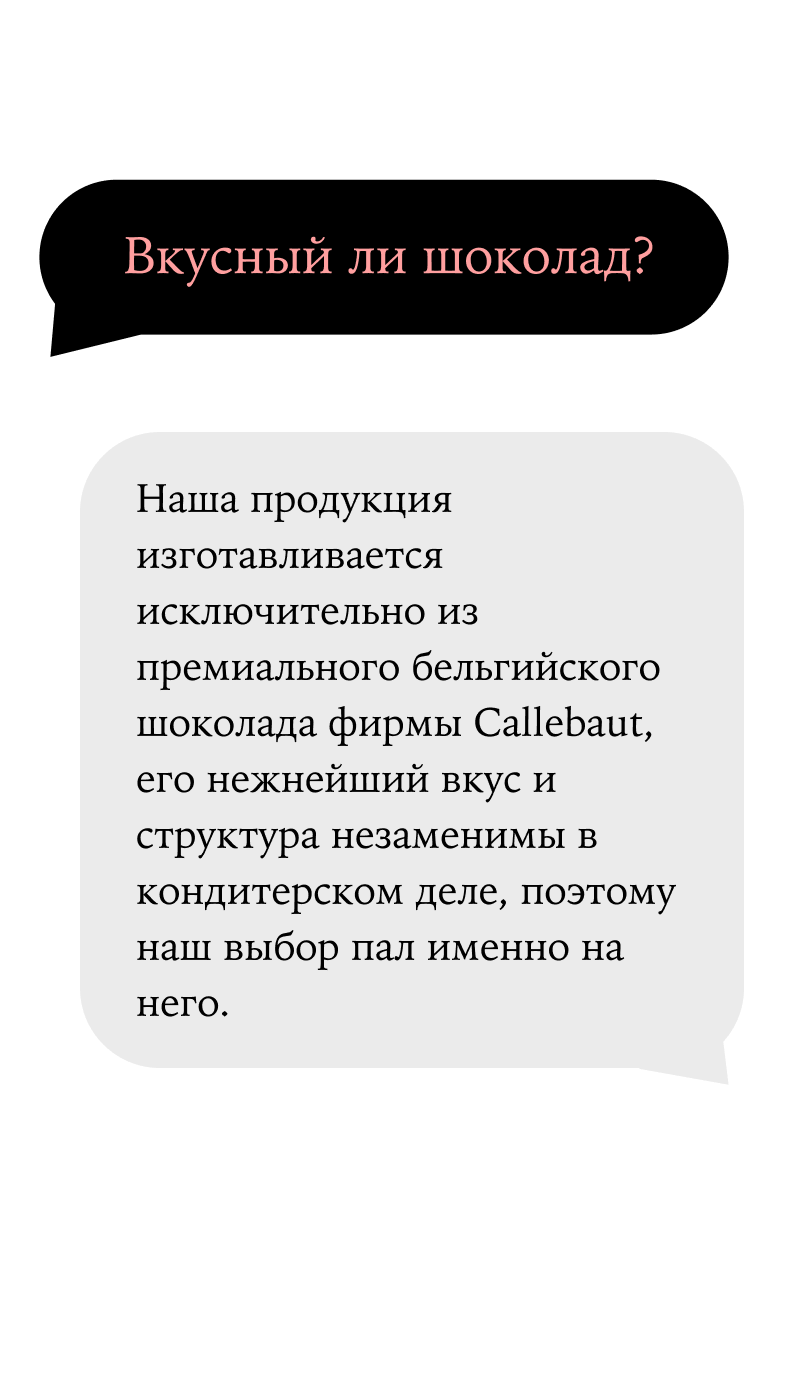 Вкусный ли шоколад?
Наша продукция
изготавливается
исключительно из
премиального бельгийского
шоколада фирмы Callebaut,
его нежнейший вкус и
структура незаменимы в
кондитерском деле, поэтому
наш выбор пал именно на
него.